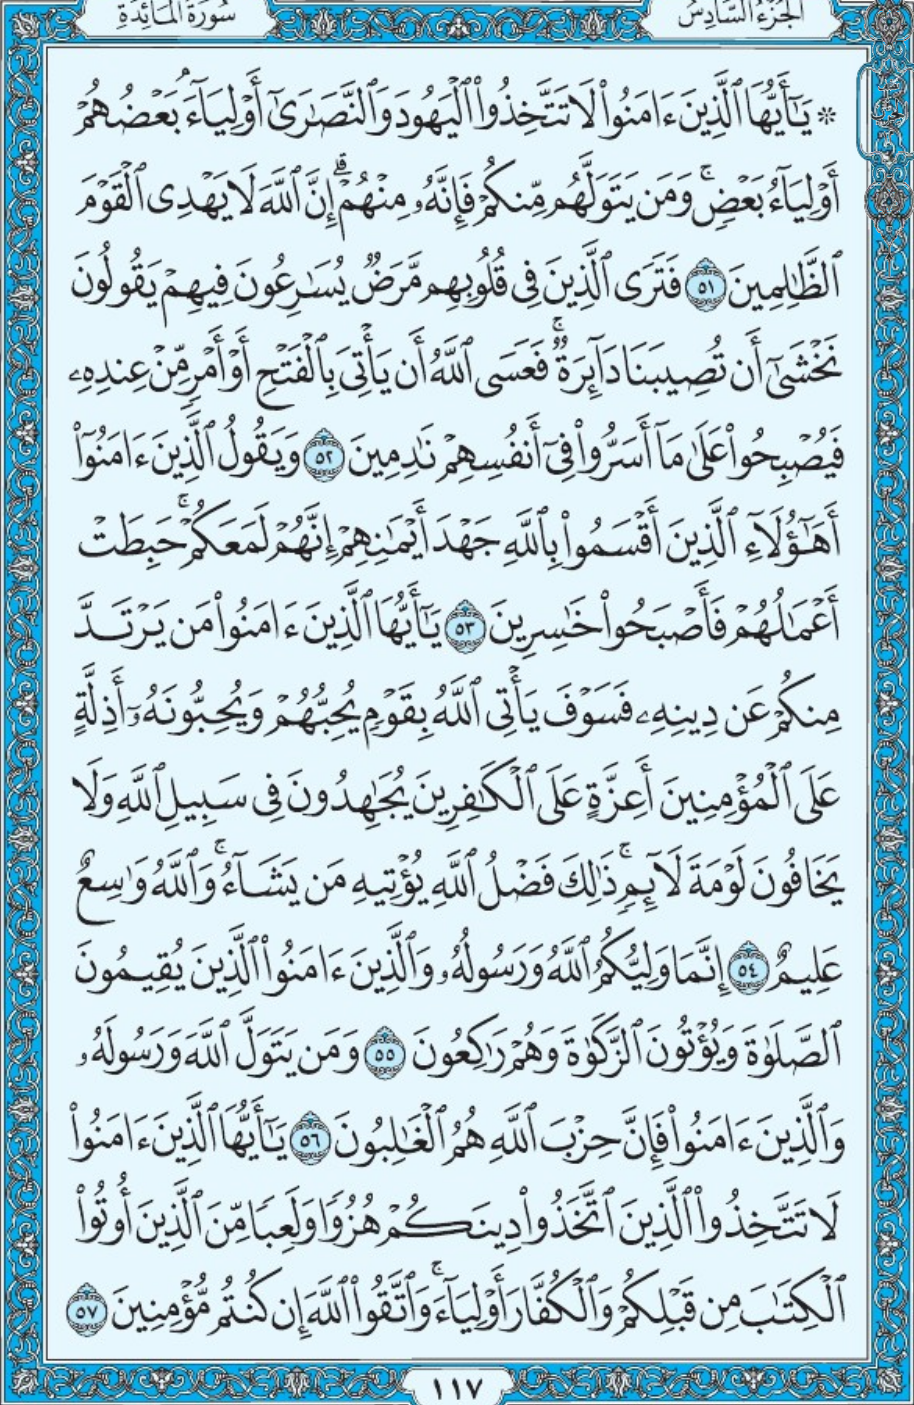 سُورَةُ المَائِدَةِ
الجُزْءُ السَّادِسُ
۞ يَٰٓأَيُّهَا ٱلَّذِينَ ءَامَنُوا۟ لَا تَتَّخِذُوا۟ ٱلْيَهُودَ وَٱلنَّصَٰرَىٰٓ أَوْلِيَآءَ ۘ بَعْضُهُمْ
أَوْلِيَآءُ بَعْضٍ ۚ وَمَن يَتَوَلَّهُم مِّنكُمْ فَإِنَّهُۥ مِنْهُمْ ۗ إِنَّ ٱللَّهَ لَا يَهْدِى ٱلْقَوْمَ
ٱلظَّٰلِمِينَ ٥١ فَتَرَى ٱلَّذِينَ فِى قُلُوبِهِم مَّرَضٌ يُسَٰرِعُونَ فِيهِمْ يَقُولُونَ
نَخْشَىٰٓ أَن تُصِيبَنَا دَآئِرَةٌ ۚ فَعَسَى ٱللَّهُ أَن يَأْتِىَ بِٱلْفَتْحِ أَوْ أَمْرٍ مِّنْ عِندِهِۦ
فَيُصْبِحُوا۟ عَلَىٰ مَآ أَسَرُّوا۟ فِىٓ أَنفُسِهِمْ نَٰدِمِينَ ٥٢ وَيَقُولُ ٱلَّذِينَ ءَامَنُوٓا۟
أَهَٰٓؤُلَآءِ ٱلَّذِينَ أَقْسَمُوا۟ بِٱللَّهِ جَهْدَ أَيْمَٰنِهِمْ إِنَّهُمْ لَمَعَكُمْ ۚ حَبِطَتْ
أَعْمَٰلُهُمْ فَأَصْبَحُوا۟ خَٰسِرِينَ ٥٣ يَٰٓأَيُّهَا ٱلَّذِينَ ءَامَنُوا۟ مَن يَرْتَدَّ
مِنكُمْ عَن دِينِهِۦ فَسَوْفَ يَأْتِى ٱللَّهُ بِقَوْمٍ يُحِبُّهُمْ وَيُحِبُّونَهُۥٓ أَذِلَّةٍ
عَلَى ٱلْمُؤْمِنِينَ أَعِزَّةٍ عَلَى ٱلْكَٰفِرِينَ يُجَٰهِدُونَ فِى سَبِيلِ ٱللَّهِ وَلَا
يَخَافُونَ لَوْمَةَ لَآئِمٍ ۚ ذَٰلِكَ فَضْلُ ٱللَّهِ يُؤْتِيهِ مَن يَشَآءُ ۚ وَٱللَّهُ وَٰسِعٌ
عَلِيمٌ ٥٤ إِنَّمَا وَلِيُّكُمُ ٱللَّهُ وَرَسُولُهُۥ وَٱلَّذِينَ ءَامَنُوا۟ ٱلَّذِينَ يُقِيمُونَ
ٱلصَّلَوٰةَ وَيُؤْتُونَ ٱلزَّكَوٰةَ وَهُمْ رَٰكِعُونَ ٥٥ وَمَن يَتَوَلَّ ٱللَّهَ وَرَسُولَهُۥ
وَٱلَّذِينَ ءَامَنُوا۟ فَإِنَّ حِزْبَ ٱللَّهِ هُمُ ٱلْغَٰلِبُونَ ٥٦ يَٰٓأَيُّهَا ٱلَّذِينَ ءَامَنُوا۟
لَا تَتَّخِذُوا۟ ٱلَّذِينَ ٱتَّخَذُوا۟ دِينَكُمْ هُزُوًا وَلَعِبًا مِّنَ ٱلَّذِينَ أُوتُوا۟
ٱلْكِتَٰبَ مِن قَبْلِكُمْ وَٱلْكُفَّارَ أَوْلِيَآءَ ۚ وَٱتَّقُوا۟ ٱللَّهَ إِن كُنتُم مُّؤْمِنِينَ ٥٧
١١٧